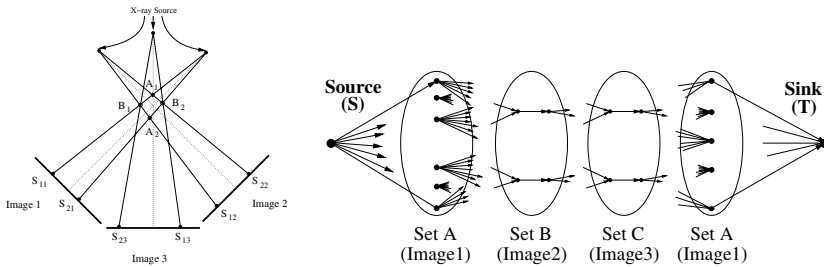 X-ray Source
A1
B1
B2
A2
S11
S22
Image 1
S21
S12
Image 2
S23
S13
Image 3
Source
(S)
Sink
(T)
Set A
(Image1)
Set B
(Image2)
Set C
(Image3)
Set A
(Image1)